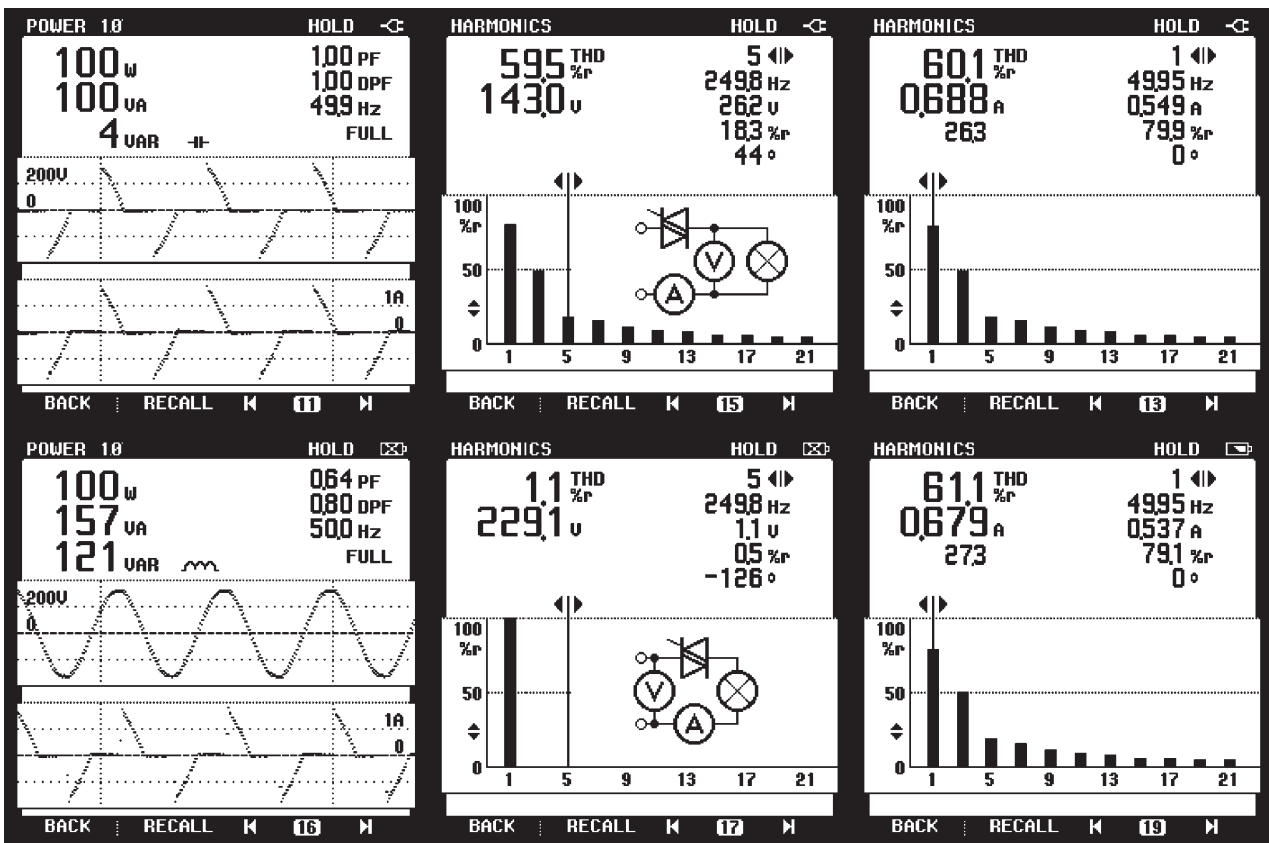 POWER 1.0 HOLD
100 W 1.00 PF
100 VA 1.00 DPF
49.9 Hz
4 VAR FULL
200V
0
1A
0
BACK RECALL 11
HARMONICS HOLD
59.5 THD %r 5
143.0 V 249.8 Hz
26.2 V
18.3 %r
44 °
100
%r
50
0
1 5 9 13 17 21
V
A
BACK RECALL 15
HARMONICS HOLD
60.1 THD %r 1
0.688 A 49.95 Hz
26.3 0.549 A
79.9 %r
0 °
100
%r
50
0
1 5 9 13 17 21
BACK RECALL 13
POWER 1.0 HOLD
100 W 0.64 PF
157 VA 0.80 DPF
50.0 Hz
121 VAR FULL
200V
0
1A
0
BACK RECALL 16
HARMONICS HOLD
1.1 THD %r 5
229.1 V 249.8 Hz
1.1 V
0.5 %r
-126 °
100
%r
50
0
1 5 9 13 17 21
V
A
BACK RECALL 17
HARMONICS HOLD
61.1 THD %r 1
0.679 A 49.95 Hz
27.3 0.537 A
79.1 %r
0 °
100
%r
50
0
1 5 9 13 17 21
BACK RECALL 19